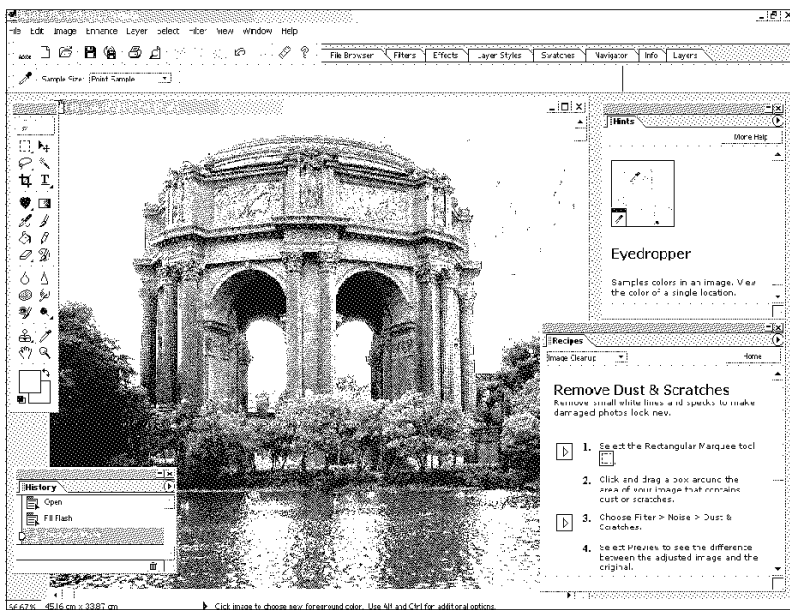 File Edit Image Enhance Layer Select Filter View Window Help
File Browser Filters Effects Layer Styles Swatches Navigator Info Layers
Sample Size: Point Sample
Hints
More Help
Eyedropper
Samples colors in an image. View
the color of a single location.
Recipes
Image Cleanup Home
Remove Dust & Scratches
Remove small white lines and specks to make
damaged photos look new.
1. Select the Rectangular Marquee tool
2. Click and drag a box around the
area of your image that contains
dust or scratches.
3. Choose Filter > Noise > Dust &
Scratches.
4. Select Preview to see the difference
between the adjusted image and the
original.
History
Open
Fill Flash
66.67% 45.16 cm x 33.87 cm Click image to choose new foreground color. Use Alt and Ctrl for additional options.